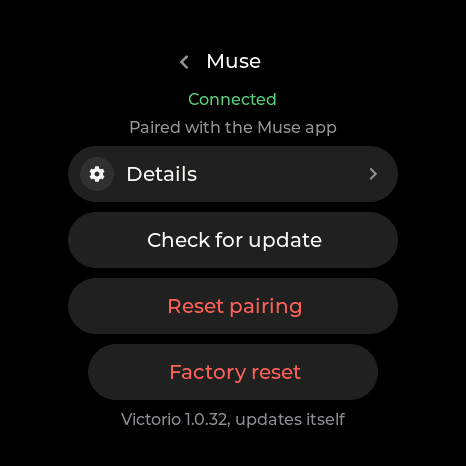 Muse
Connected
Paired with the Muse app
Details
Check for update
Reset pairing
Factory reset
Victorio 1.0.32, updates itself